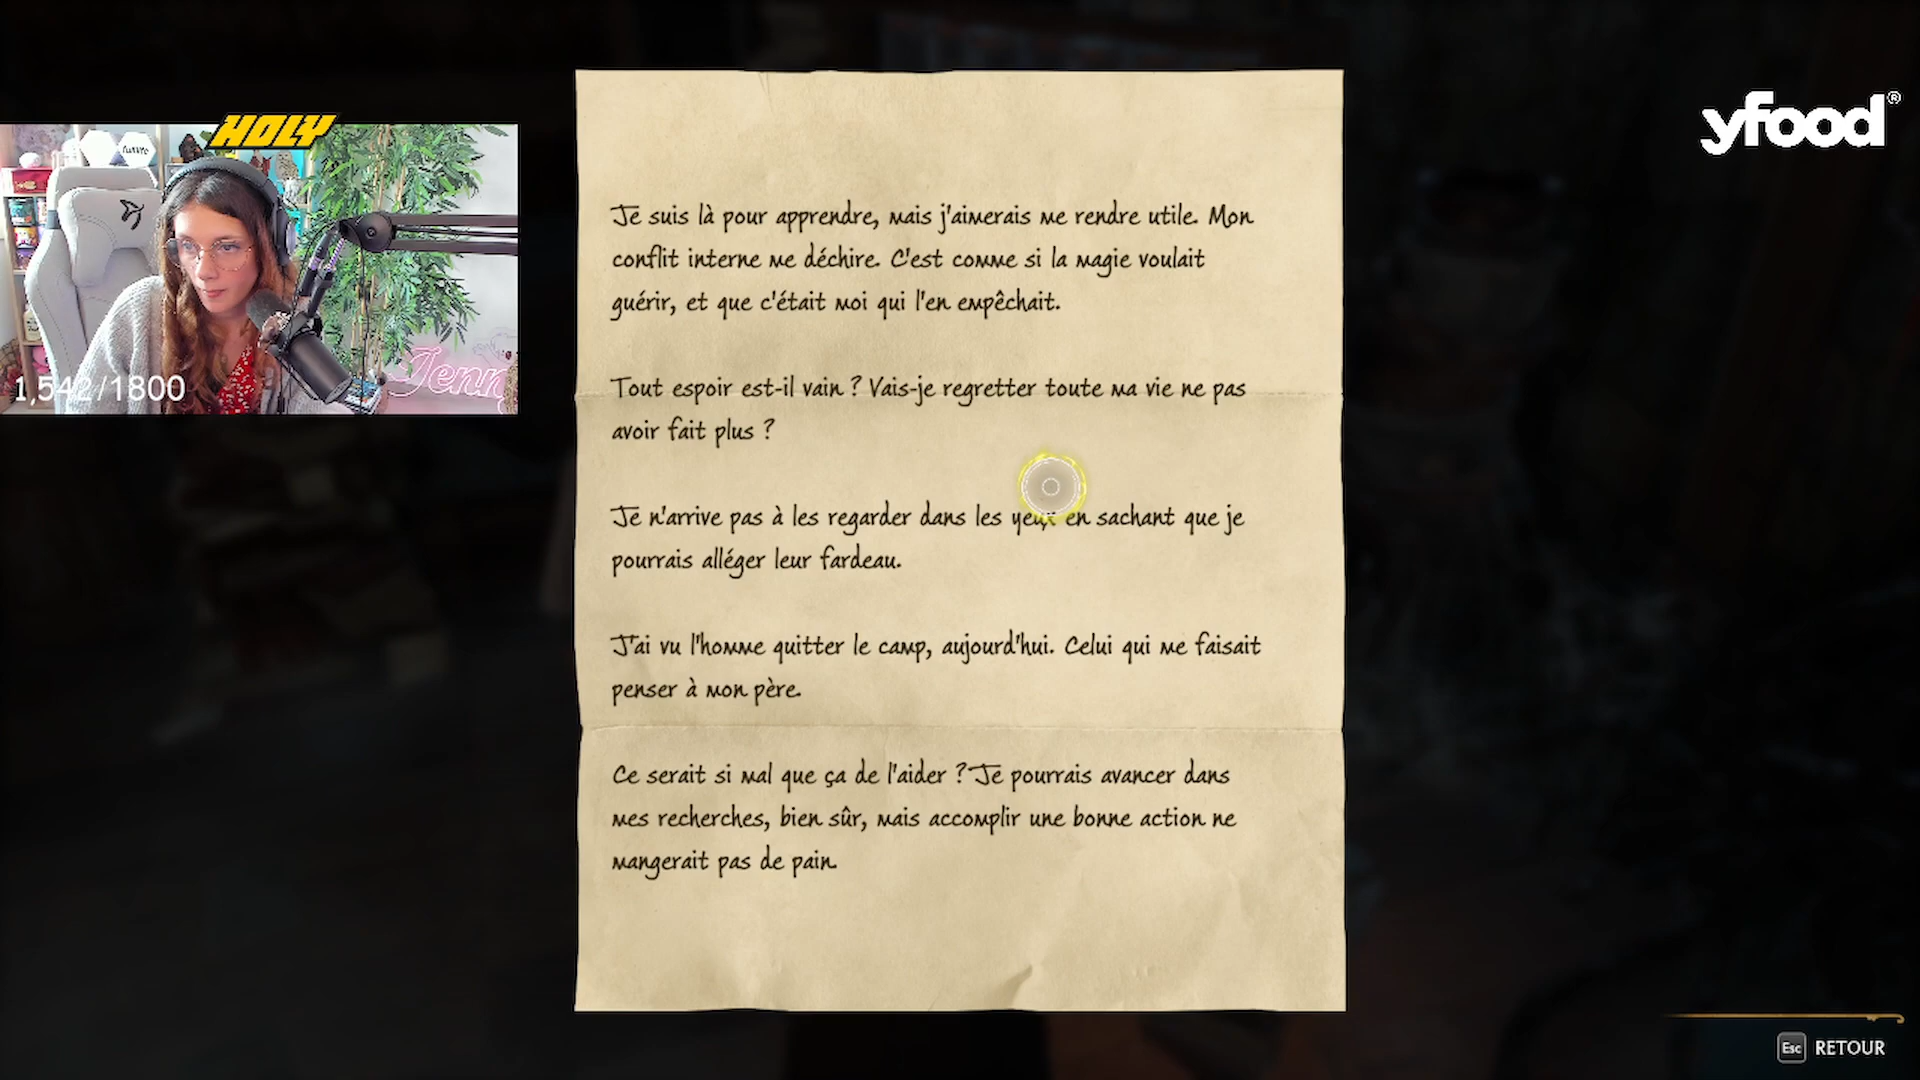 HOLY
yfood®
funlife
Jenn
1,542/1800
Je suis là pour apprendre, mais j'aimerais me rendre utile. Mon
conflit interne me déchire. C'est comme si la magie voulait
guérir, et que c'était moi qui l'en empêchait.
Tout espoir est-il vain ? Vais-je regretter toute ma vie ne pas
avoir fait plus ?
Je n'arrive pas à les regarder dans les yeux en sachant que je
pourrais alléger leur fardeau.
J'ai vu l'homme quitter le camp, aujourd'hui. Celui qui me faisait
penser à mon père.
Ce serait si mal que ça de l'aider ? Je pourrais avancer dans
mes recherches, bien sûr, mais accomplir une bonne action ne
mangerait pas de pain.
Esc RETOUR